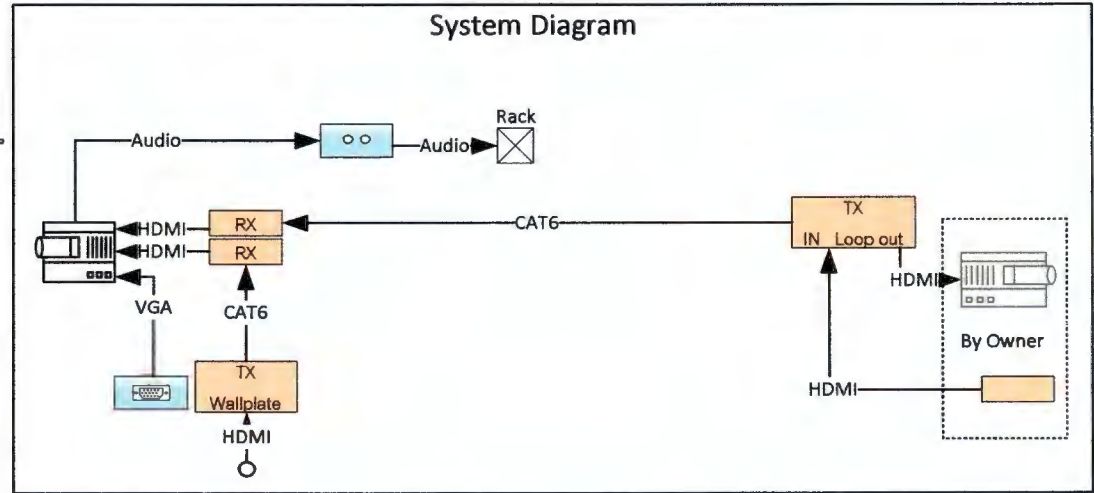 System Diagram
Rack
Audio
Audio
TX
HDMI
RX
CAT6
IN Loop out
HDMI
RX
HDMI
VGA
CAT6
By Owner
TX
HDMI
Wallplate
HDMI